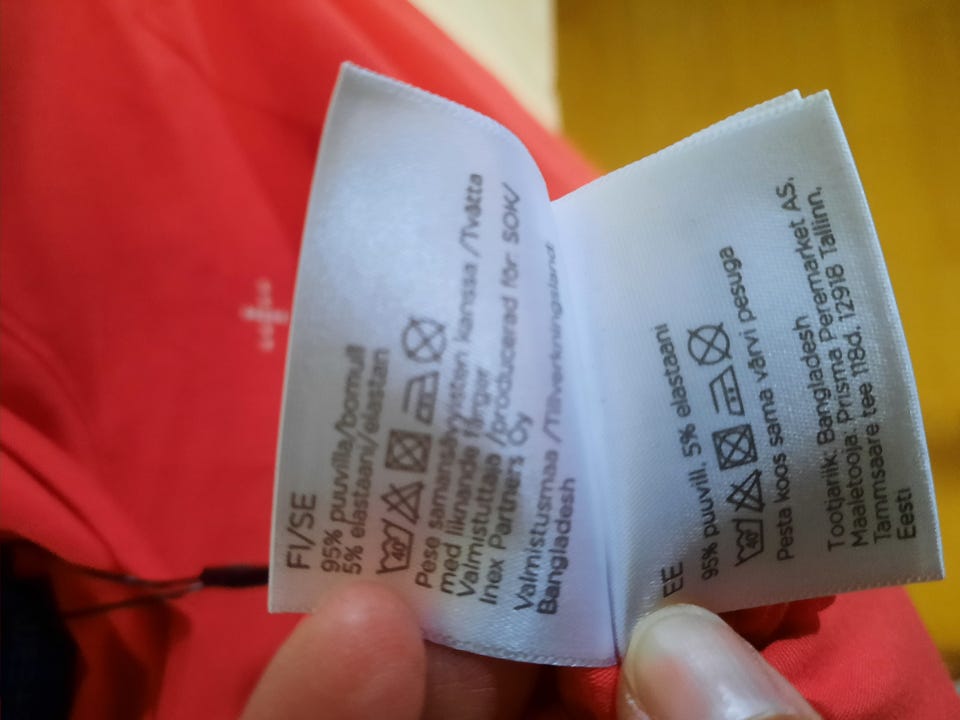 FI/SE
95% puuvilla/bomull
5% elastaani/elastan
40
Pese samansävyisten kanssa /Tvätta
med liknande färger
Valmistuttaja /producerad för SOK/
Inex Partners Oy
Valmistusmaa /Tillverkningsland:
Bangladesh
EE
95% puuvill, 5% elastaani
40
Pesta koos sama värvi pesuga
Tootjariik: Bangladesh
Maaletooja: Prisma Peremarket AS,
Tammsaare tee 118d, 12918 Tallinn,
Eesti